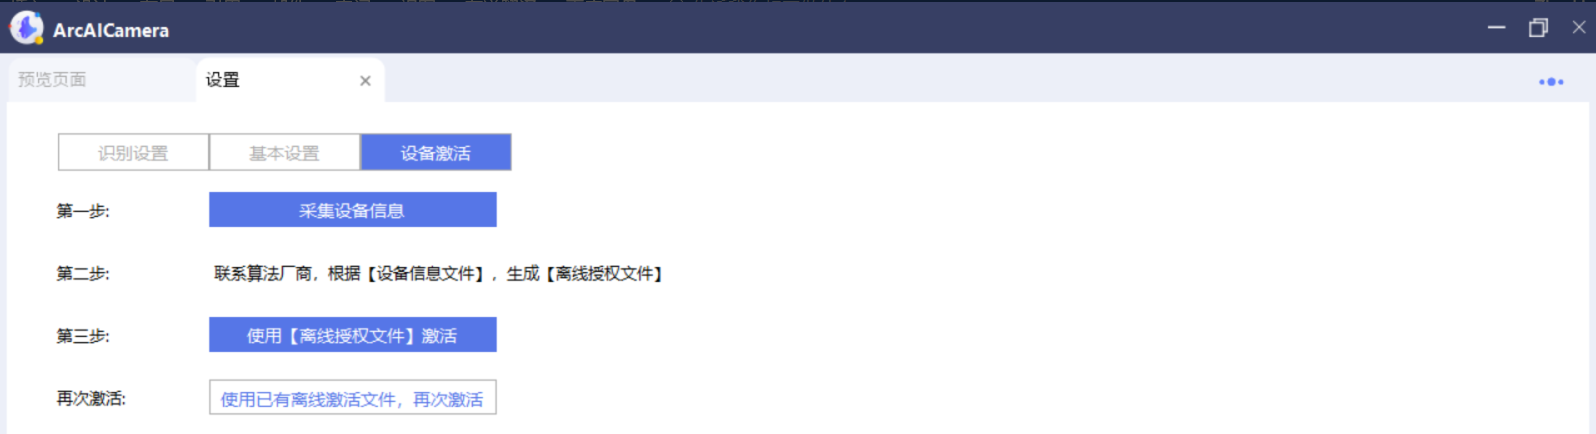 ArcAICamera
预览页面 设置
识别设置 基本设置 设备激活
第一步: 采集设备信息
第二步: 联系算法厂商，根据【设备信息文件】，生成【离线授权文件】
第三步: 使用【离线授权文件】激活
再次激活: 使用已有离线激活文件，再次激活